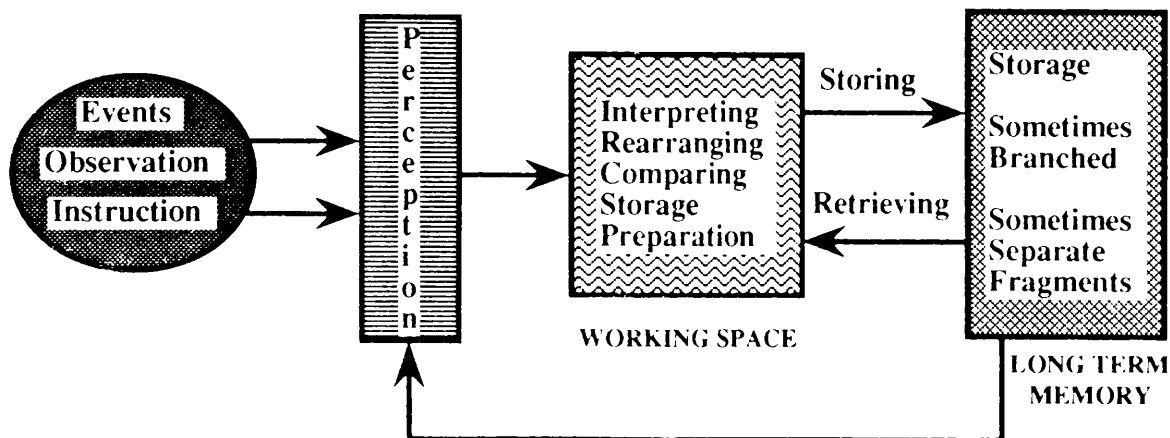 Events
Observation
Instruction
Perception
Interpreting
Rearranging
Comparing
Storage
Preparation
WORKING SPACE
Storing
Retrieving
Storage
Sometimes
Branched
Sometimes
Separate
Fragments
LONG TERM
MEMORY